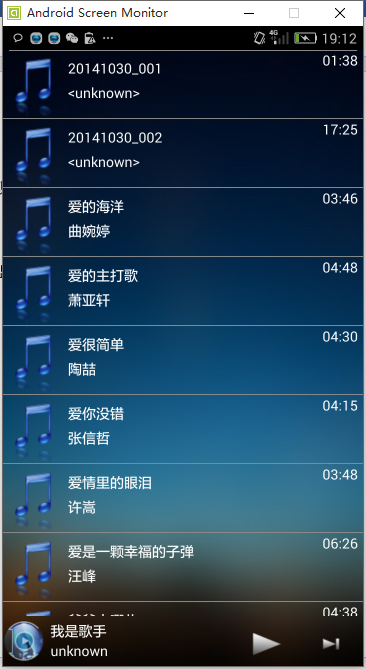 Android Screen Monitor
4G
19:12
20141030_001
01:38
<unknown>
20141030_002
17:25
<unknown>
爱的海洋
03:46
曲婉婷
爱的主打歌
04:48
萧亚轩
爱很简单
04:30
陶喆
爱你没错
04:15
张信哲
爱情里的眼泪
03:48
许嵩
爱是一颗幸福的子弹
06:26
汪峰
04:38
我是歌手
unknown